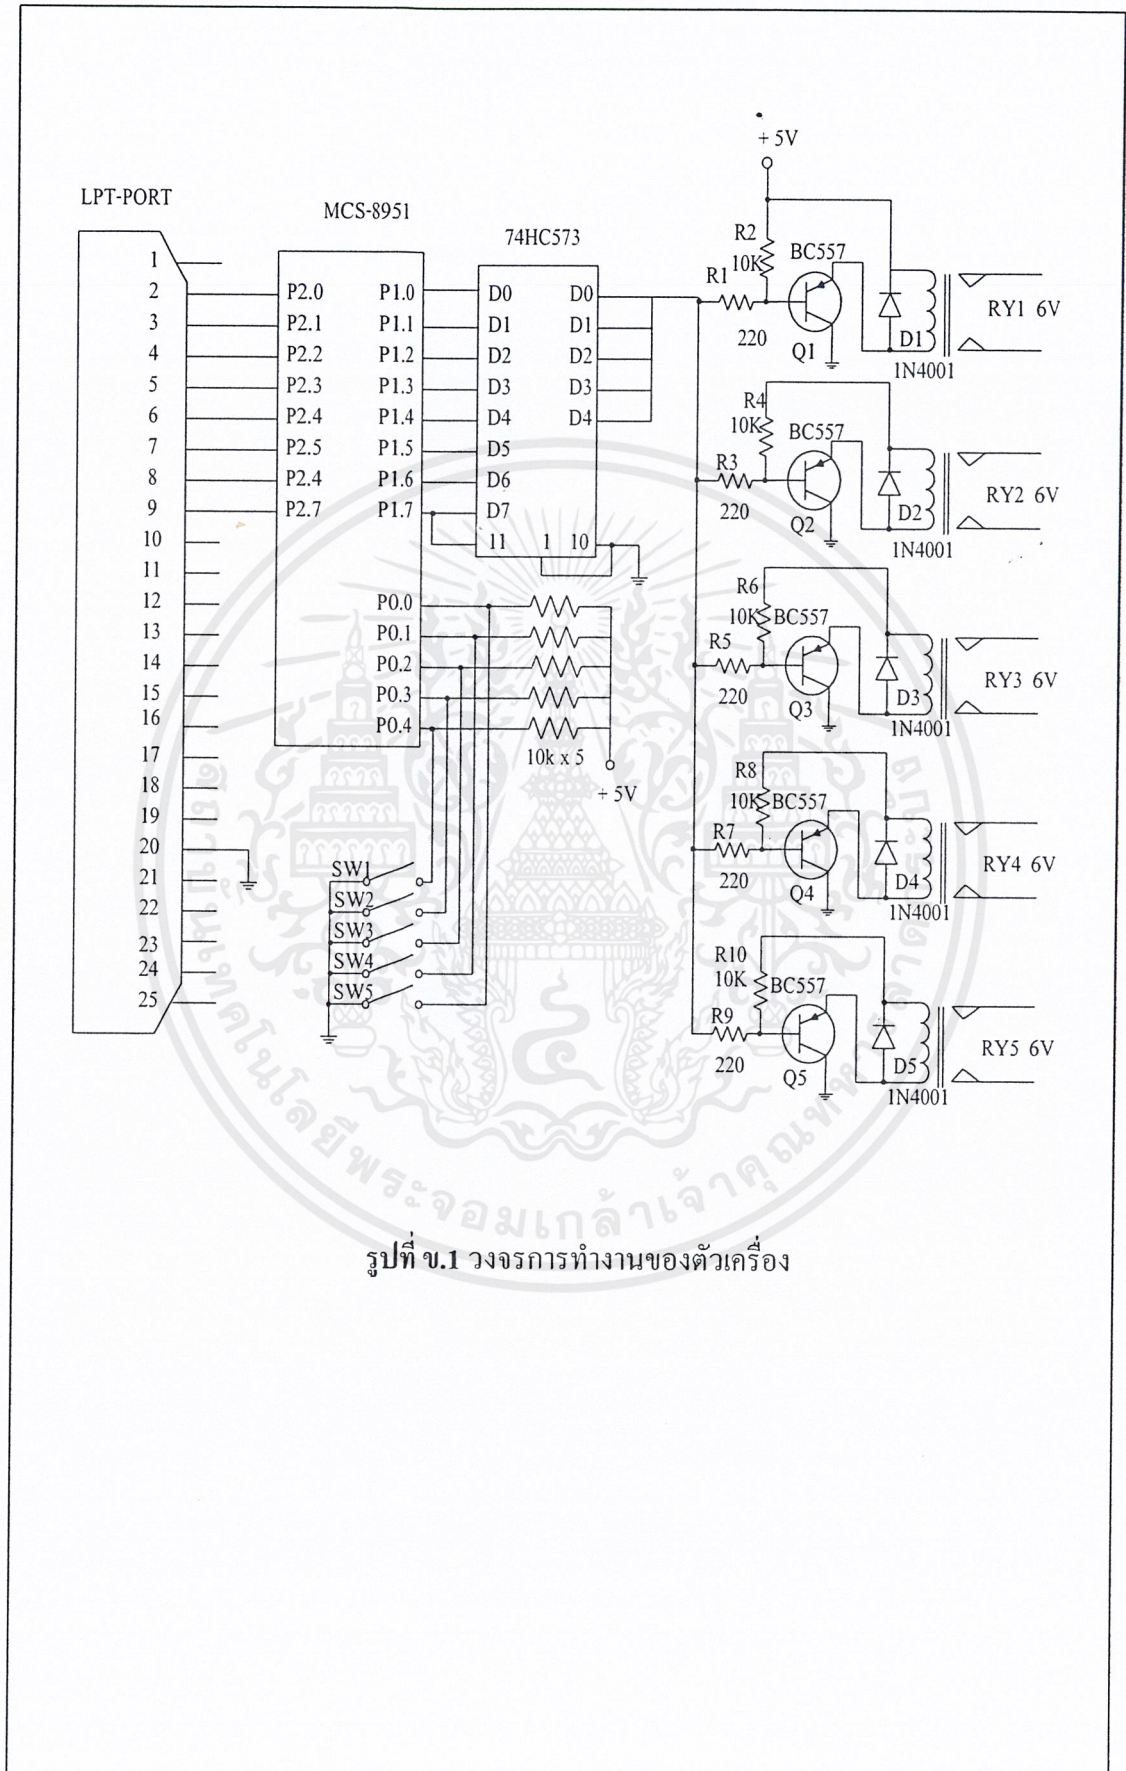 + 5V
LPT-PORT
MCS-8951
74HC573
1
2
3
4
5
6
7
8
9
10
11
12
13
14
15
16
17
18
19
20
21
22
23
24
25
P2.0 P1.0
P2.1 P1.1
P2.2 P1.2
P2.3 P1.3
P2.4 P1.4
P2.5 P1.5
P2.4 P1.6
P2.7 P1.7
P0.0
P0.1
P0.2
P0.3
P0.4
D0 D0
D1 D1
D2 D2
D3 D3
D4 D4
D5
D6
D7
11 1 10
10k x 5
+ 5V
SW1
SW2
SW3
SW4
SW5
R2
10K BC557
R1
220
Q1
D1
1N4001
RY1 6V
R4
10K BC557
R3
220
Q2
D2
1N4001
RY2 6V
R6
10K BC557
R5
220
Q3
D3
1N4001
RY3 6V
R8
10K BC557
R7
220
Q4
D4
1N4001
RY4 6V
R10
10K BC557
R9
220
Q5
D5
1N4001
RY5 6V
รูปที่ ข.1 วงจรการทำงานของตัวเครื่อง